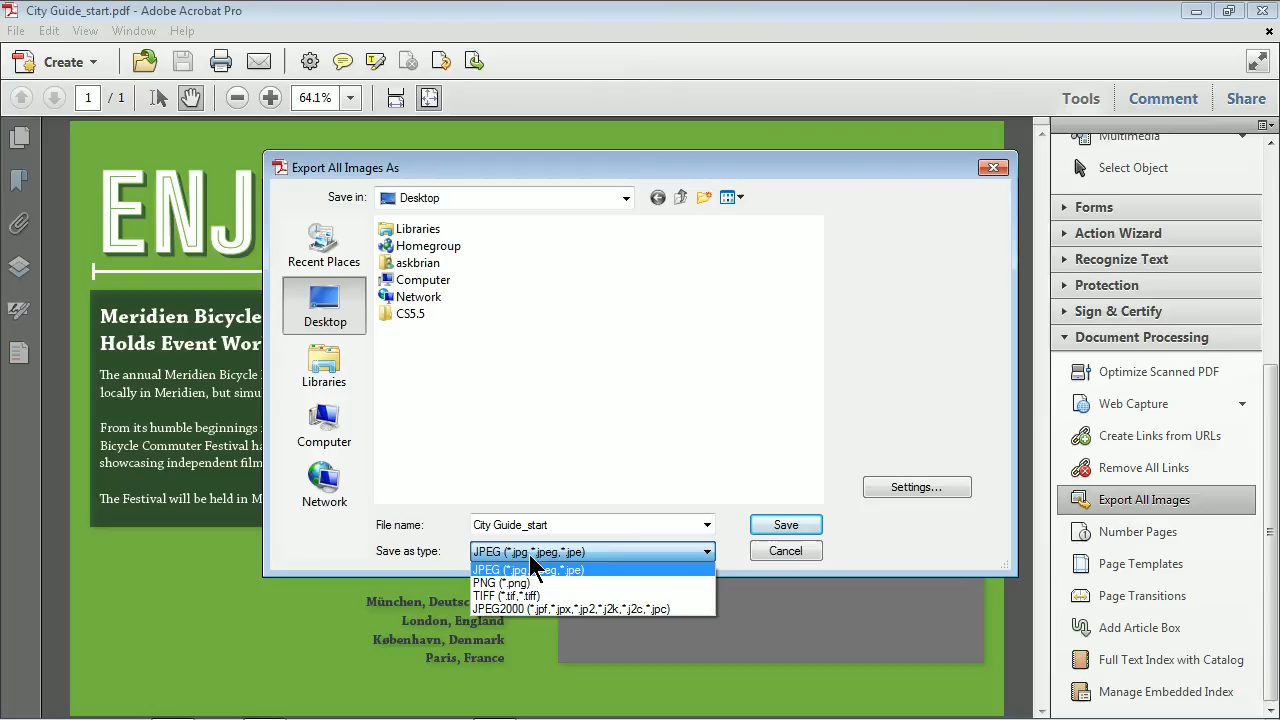 City Guide_start.pdf - Adobe Acrobat Pro
File Edit View Window Help
Create
1 / 1
64.1%
Tools Comment Share
ENJ
Meridien Bicycle
Holds Event Wor
The annual Meridien Bicycle
locally in Meridien, but simu
From its humble beginnings
Bicycle Commuter Festival ha
showcasing independent film
The Festival will be held in M
München, Deutsc
London, England
København, Denmark
Paris, France
Export All Images As
Save in: Desktop
Recent Places
Desktop
Libraries
Computer
Network
Libraries
Homegroup
askbrian
Computer
Network
CS5.5
Settings...
File name: City Guide_start
Save
Save as type: JPEG (*.jpg,*.jpeg,*.jpe)
Cancel
JPEG (*.jpg,*.jpeg,*.jpe)
PNG (*.png)
TIFF (*.tif,*.tiff)
JPEG2000 (*.jpf,*.jpx,*.jp2,*.j2k,*.j2c,*.jpc)
Multimedia
Select Object
Forms
Action Wizard
Recognize Text
Protection
Sign & Certify
Document Processing
Optimize Scanned PDF
Web Capture
Create Links from URLs
Remove All Links
Export All Images
Number Pages
Page Templates
Page Transitions
Add Article Box
Full Text Index with Catalog
Manage Embedded Index